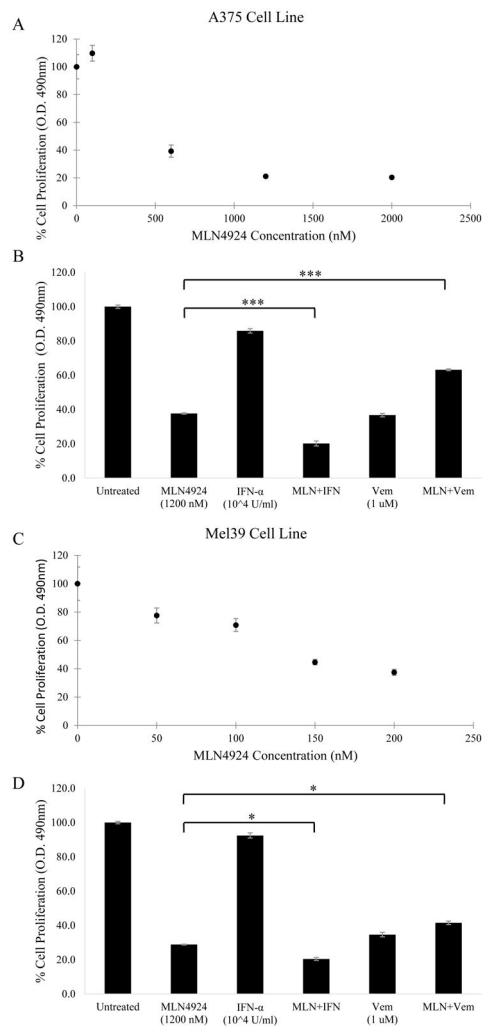 A
A375 Cell Line
% Cell Proliferation (O.D. 490nm)
120
100
80
60
40
20
0
0 500 1000 1500 2000 2500
MLN4924 Concentration (nM)
B
% Cell Proliferation (O.D. 490nm)
120.0
100.0
80.0
60.0
40.0
20.0
0.0
***
***
Untreated MLN4924 IFN-α MLN+IFN Vem MLN+Vem
(1200 nM) (10^4 U/ml) (1 uM)
C
Mel39 Cell Line
% Cell Proliferation (O.D. 490nm)
120
100
80
60
40
20
0
0 50 100 150 200 250
MLN4924 Concentration (nM)
D
% Cell Proliferation (O.D. 490nm)
120.0
100.0
80.0
60.0
40.0
20.0
0.0
*
*
Untreated MLN4924 IFN-α MLN+IFN Vem MLN+Vem
(1200 nM) (10^4 U/ml) (1 uM)